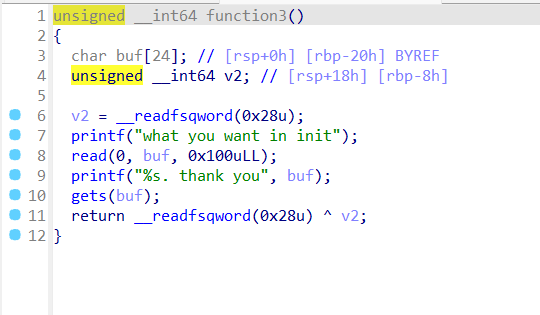 1 unsigned __int64 function3()
2 {
3 char buf[24]; // [rsp+0h] [rbp-20h] BYREF
4 unsigned __int64 v2; // [rsp+18h] [rbp-8h]
5
6 v2 = __readfsqword(0x28u);
7 printf("what you want in init");
8 read(0, buf, 0x100uLL);
9 printf("%s. thank you", buf);
10 gets(buf);
11 return __readfsqword(0x28u) ^ v2;
12 }